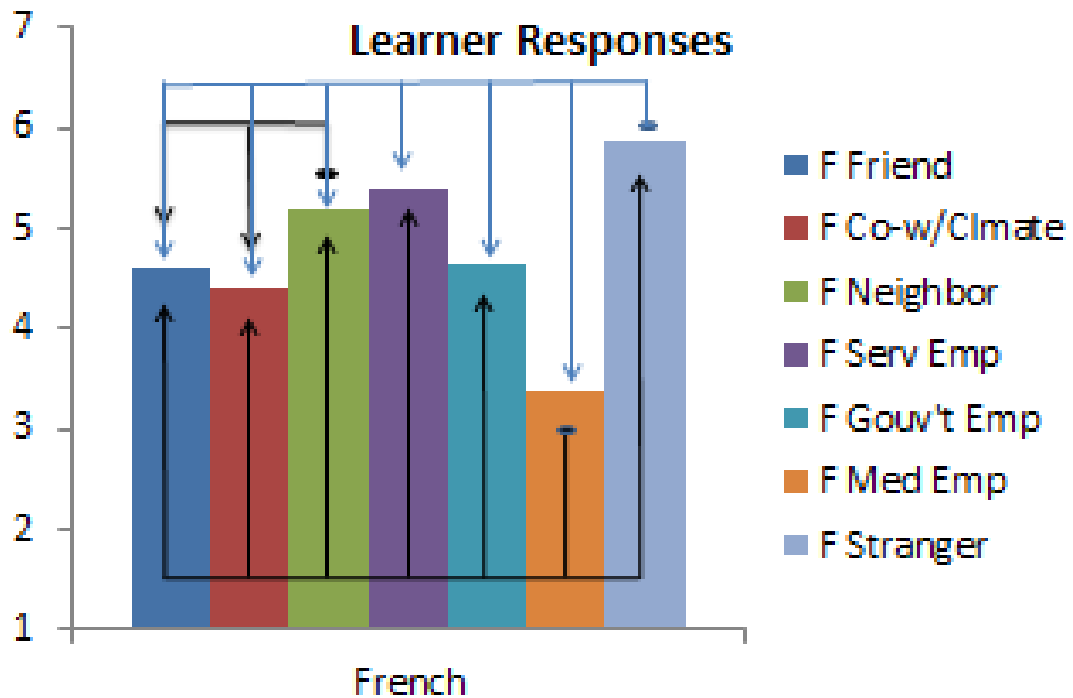 Learner Responses
7
6
5
4
3
2
1
French
F Friend
F Co-w/Clmate
F Neighbor
F Serv Emp
F Gouv't Emp
F Med Emp
F Stranger